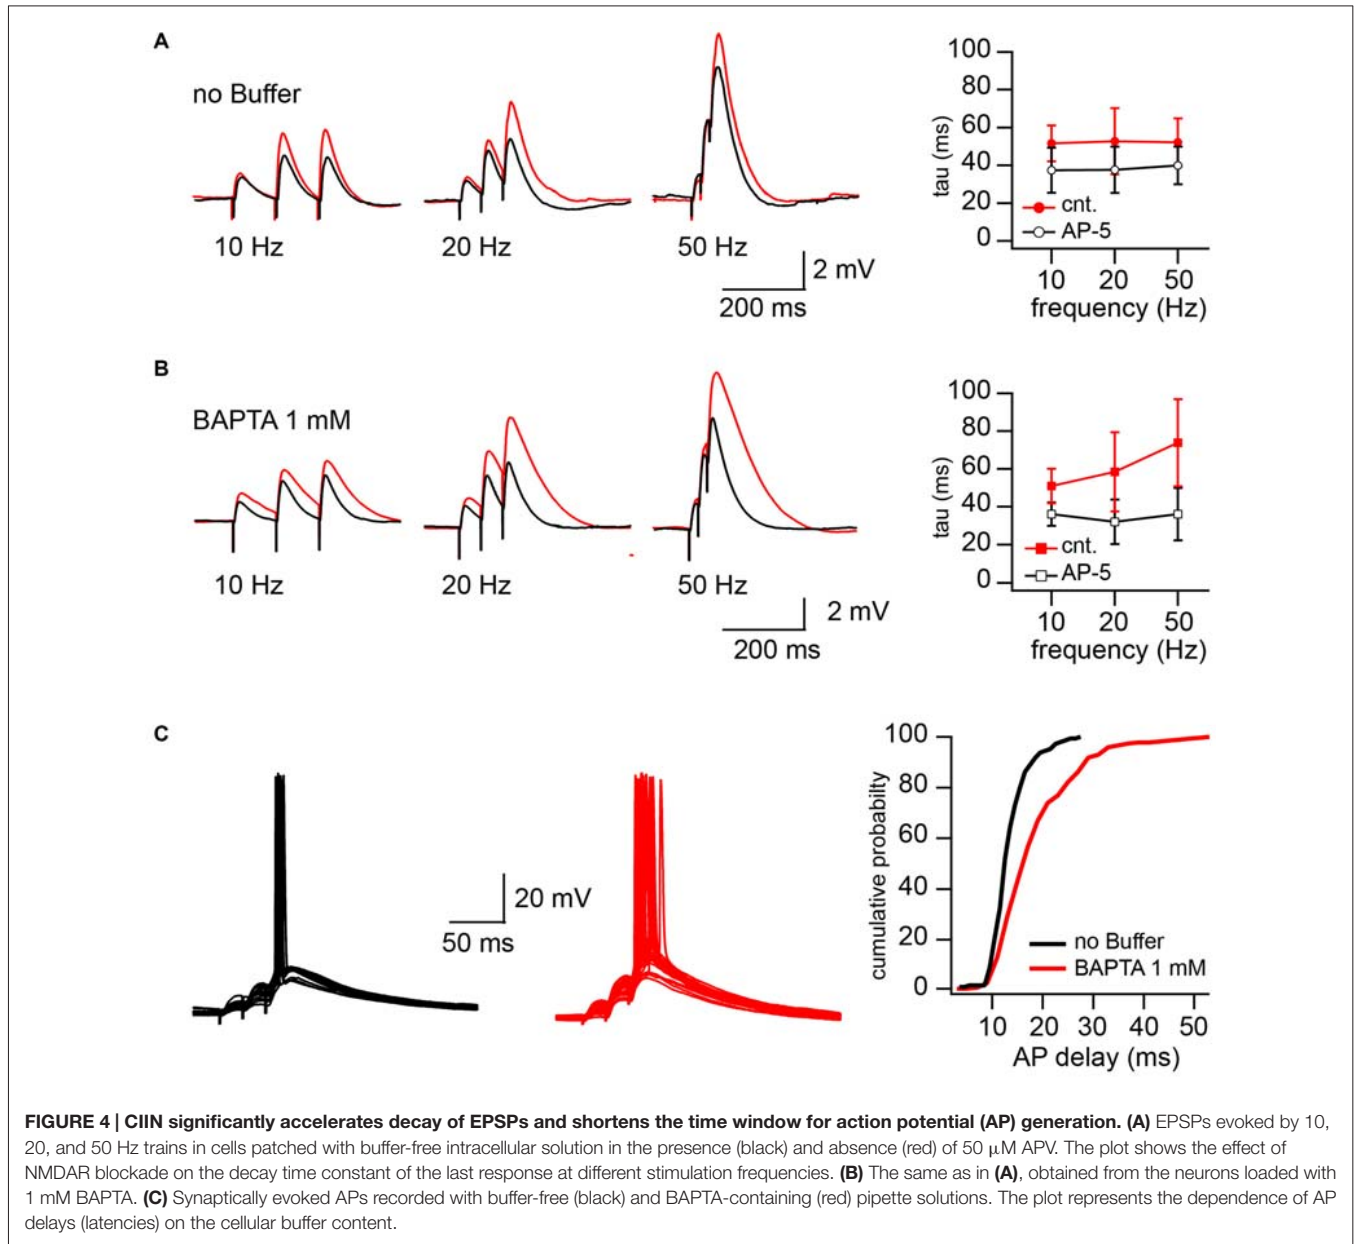 A
no Buffer
10 Hz
20 Hz
50 Hz
2 mV
200 ms
100
80
60
40
20
0
tau (ms)
cnt.
AP-5
10 20 50
frequency (Hz)
B
BAPTA 1 mM
10 Hz
20 Hz
50 Hz
2 mV
200 ms
100
80
60
40
20
0
tau (ms)
cnt.
AP-5
10 20 50
frequency (Hz)
C
20 mV
50 ms
100
80
60
40
20
0
cumulative probabilty
no Buffer
BAPTA 1 mM
10 20 30 40 50
AP delay (ms)
FIGURE 4 | CIIN significantly accelerates decay of EPSPs and shortens the time window for action potential (AP) generation. (A) EPSPs evoked by 10,
20, and 50 Hz trains in cells patched with buffer-free intracellular solution in the presence (black) and absence (red) of 50 μM APV. The plot shows the effect of
NMDAR blockade on the decay time constant of the last response at different stimulation frequencies. (B) The same as in (A), obtained from the neurons loaded with
1 mM BAPTA. (C) Synaptically evoked APs recorded with buffer-free (black) and BAPTA-containing (red) pipette solutions. The plot represents the dependence of AP
delays (latencies) on the cellular buffer content.